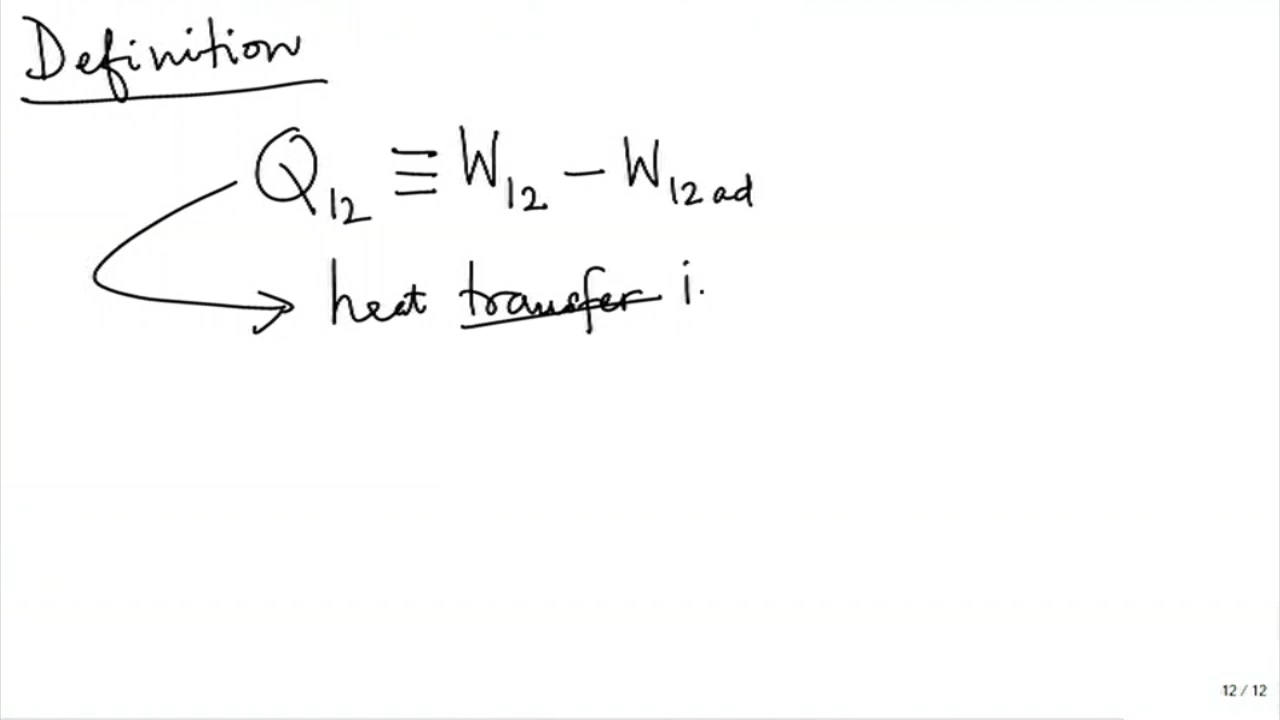 Definition
Q₁₂ ≡ W₁₂ − W₁₂ ad
heat transfer i.
12 / 12